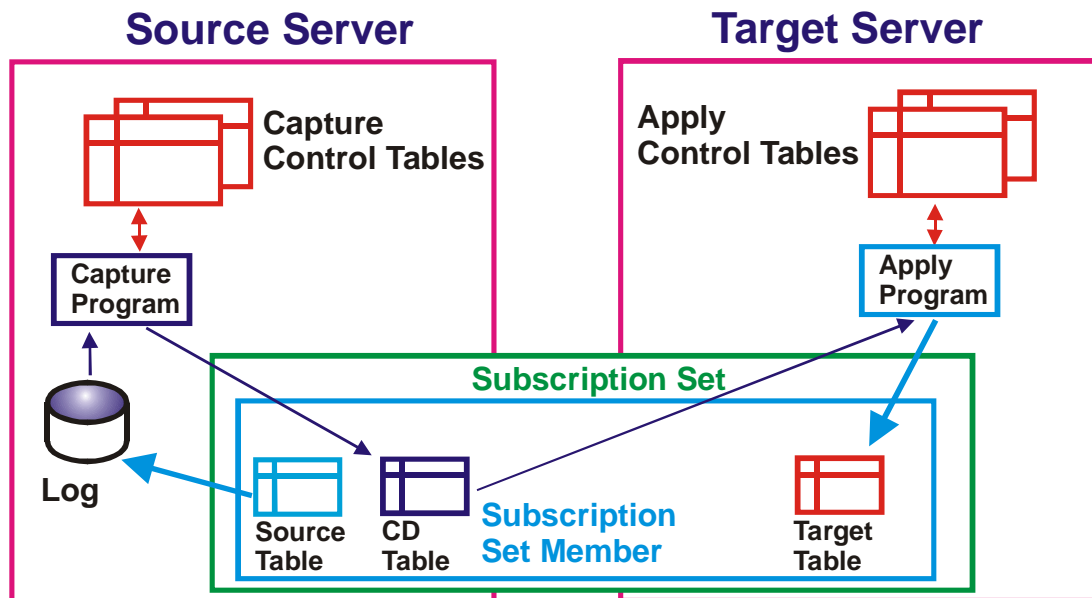 Source Server
Target Server
Capture
Control Tables
Apply
Control Tables
Capture
Program
Apply
Program
Subscription Set
Log
Source
Table
CD
Table
Subscription
Set Member
Target
Table